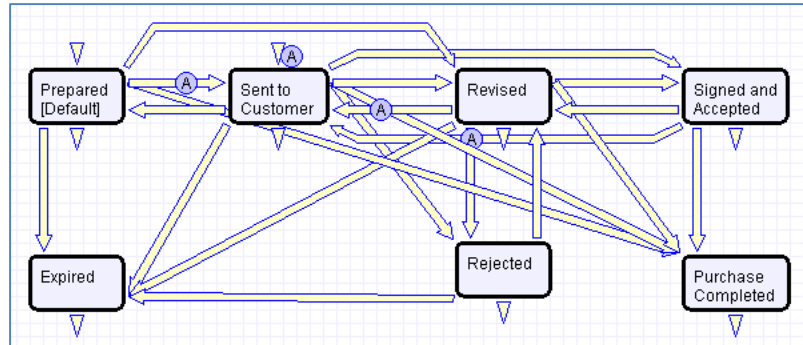 A
Prepared
[Default]
A
Sent to
Customer
Revised
Signed and
Accepted
A
A
Expired
Rejected
Purchase
Completed